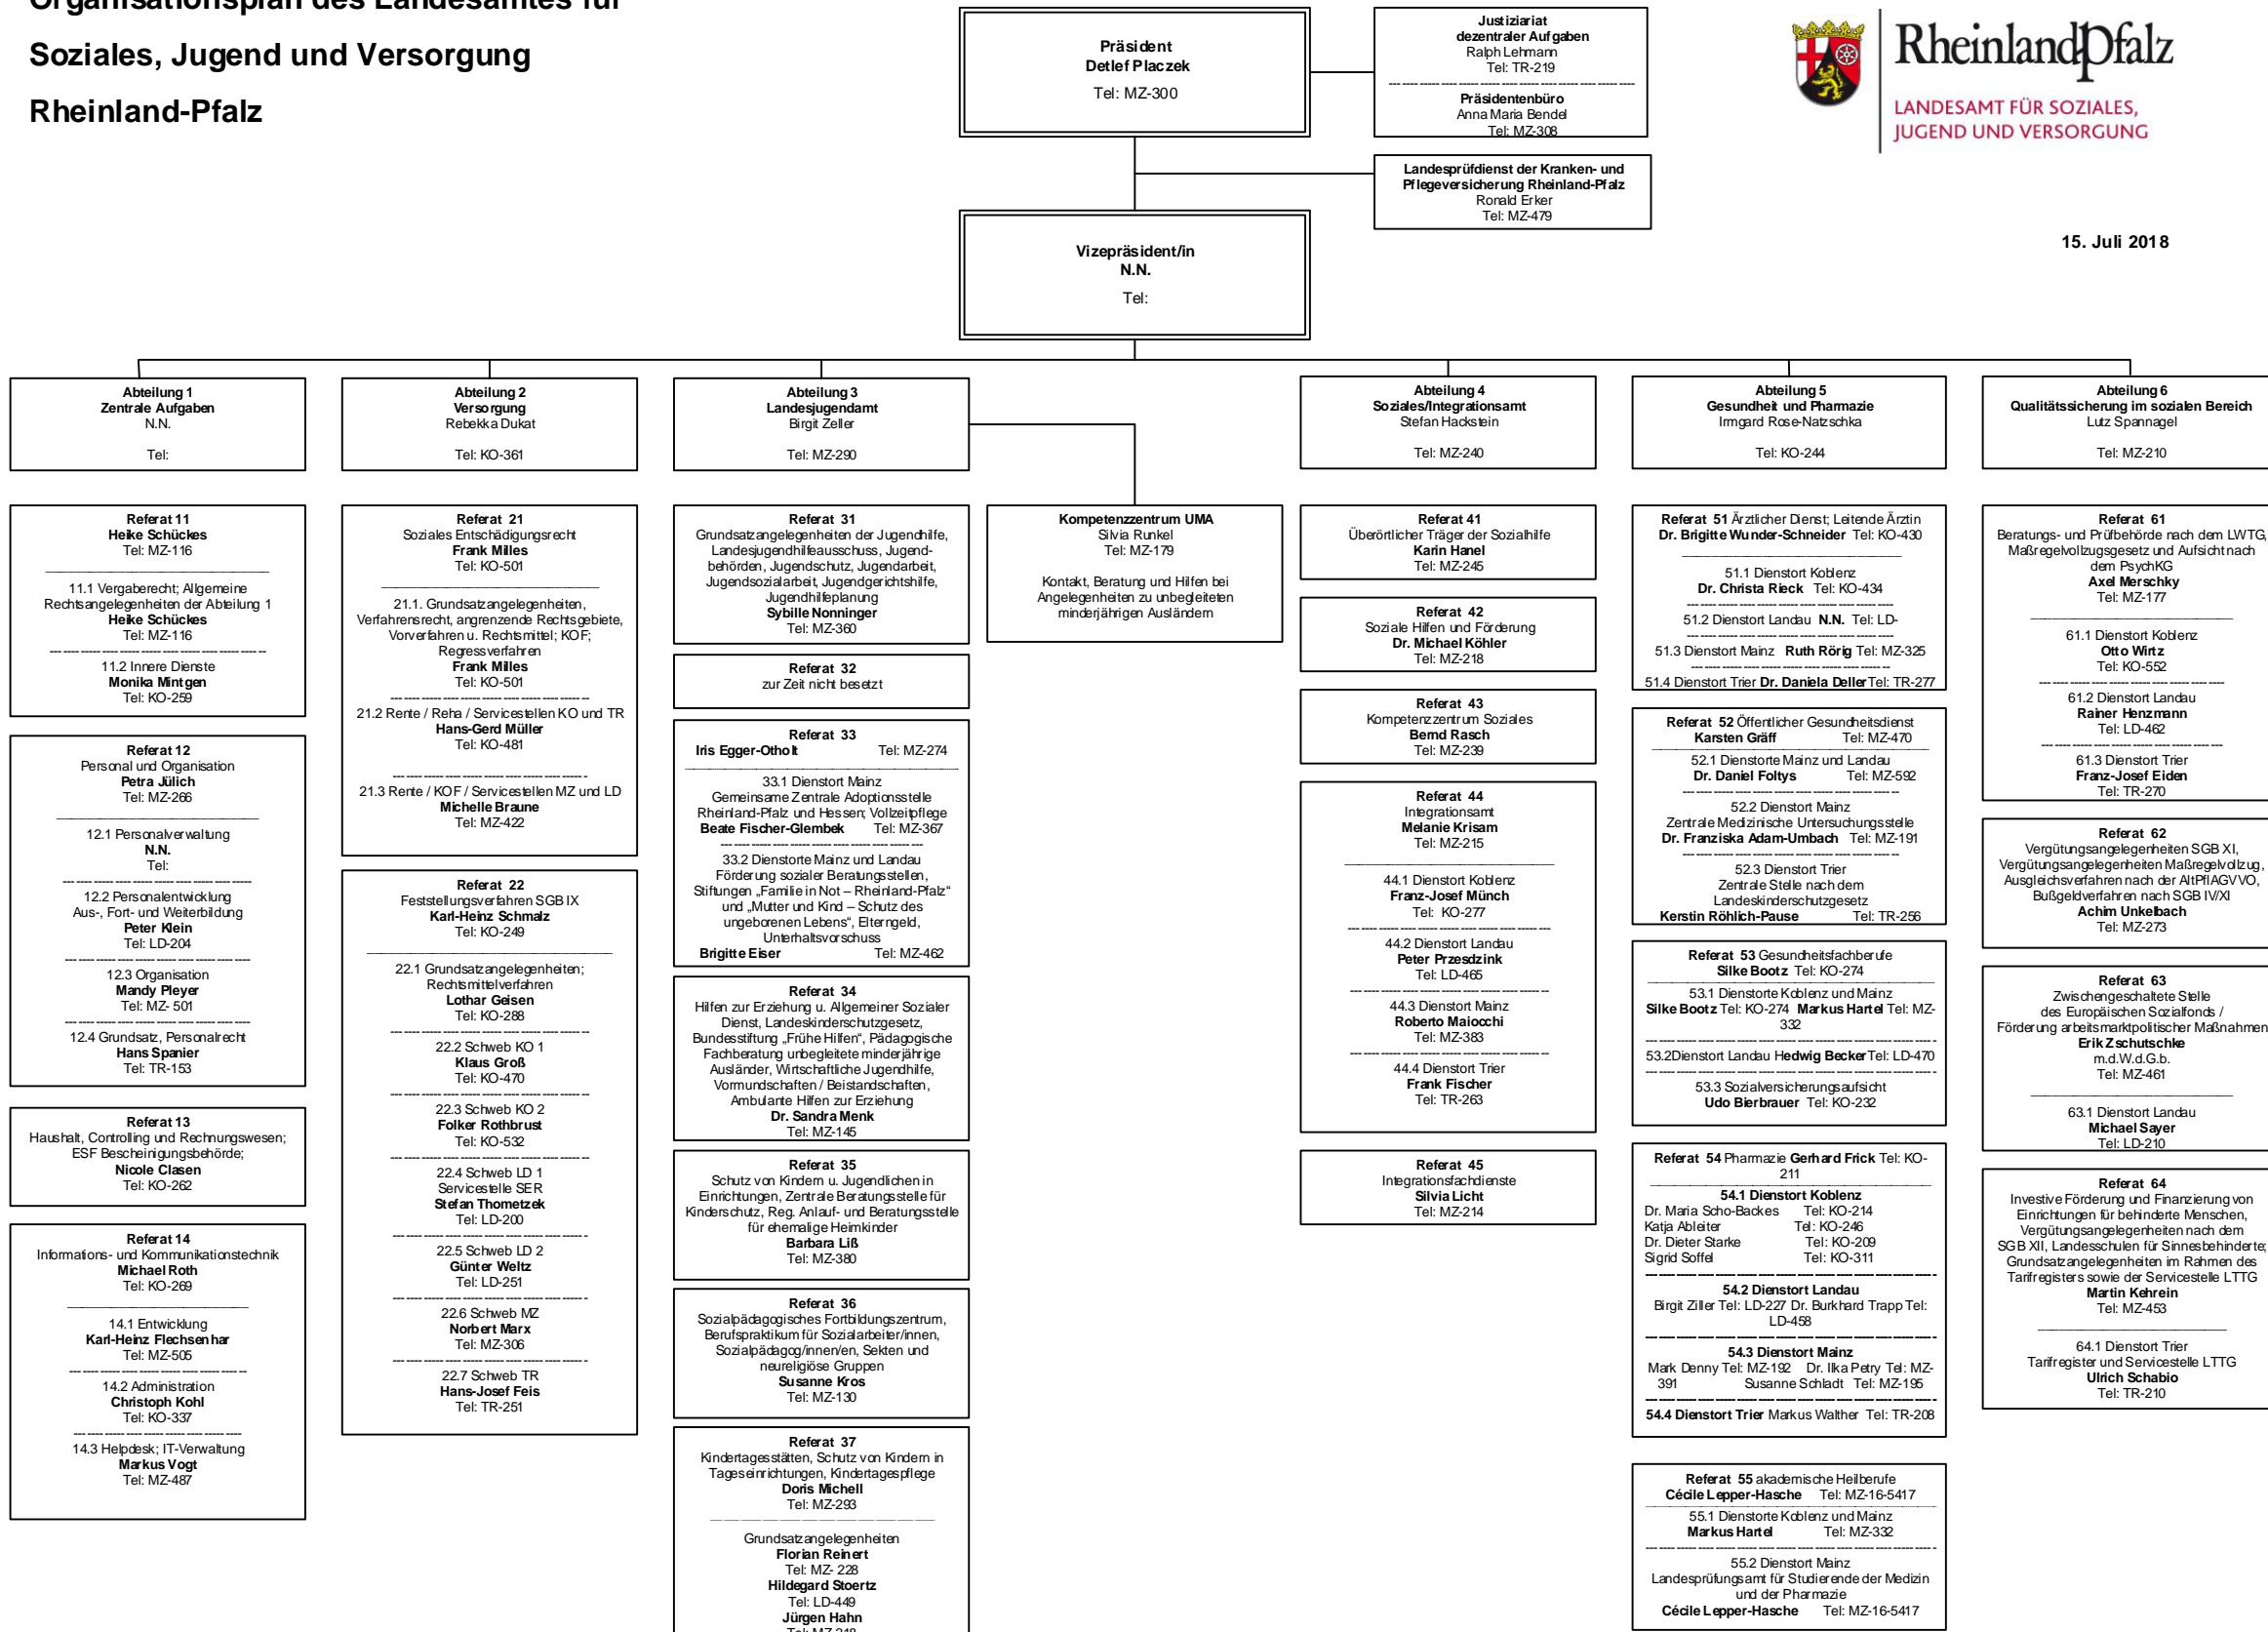 Organisationsplan des Landesamtes für
Soziales, Jugend und Versorgung
Rheinland-Pfalz
Präsident
Detlef Placzek
Tel: MZ-300
Justiziariat
dezentraler Aufgaben
Ralph Lehmann
Tel: TR-219
Präsidentenbüro
Anna Maria Bendel
Tel: MZ-308
Landesprüfdienst der Kranken- und
Pflegeversicherung Rheinland-Pfalz
Ronald Erker
Tel: MZ-479
RheinlandPfalz
LANDESAMT FÜR SOZIALES,
JUGEND UND VERSORGUNG
15. Juli 2018
Vizepräsident/in
N.N.
Tel:
Abteilung 1
Zentrale Aufgaben
N.N.
Tel:
Referat 11
Heike Schückes
Tel: MZ-116
11.1 Vergaberecht; Allgemeine
Rechtsangelegenheiten der Abteilung 1
Heike Schückes
Tel: MZ-116
11.2 Innere Dienste
Monika Mintgen
Tel: KO-259
Referat 12
Personal und Organisation
Petra Jülich
Tel: MZ-266
12.1 Personalverwaltung
N.N.
Tel:
12.2 Personalentwicklung
Aus-, Fort- und Weiterbildung
Peter Klein
Tel: LD-204
12.3 Organisation
Mandy Pleyer
Tel: MZ- 501
12.4 Grundsatz, Personalrecht
Hans Spanier
Tel: TR-153
Referat 13
Haushalt, Controlling und Rechnungswesen;
ESF Bescheinigungsbehörde;
Nicole Clasen
Tel: KO-262
Referat 14
Informations- und Kommunikationstechnik
Michael Roth
Tel: KO-269
14.1 Entwicklung
Karl-Heinz Flechsenhar
Tel: MZ-505
14.2 Administration
Christoph Kohl
Tel: KO-337
14.3 Helpdesk; IT-Verwaltung
Markus Vogt
Tel: MZ-487
Abteilung 2
Versorgung
Rebekka Dukat
Tel: KO-361
Referat 21
Soziales Entschädigungsrecht
Frank Milles
Tel: KO-501
21.1. Grundsatzangelegenheiten,
Verfahrensrecht, angrenzende Rechtsgebiete,
Vorverfahren u. Rechtsmittel; KOF;
Regressverfahren
Frank Milles
Tel: KO-501
21.2 Rente / Reha / Servicestellen KO und TR
Hans-Gerd Müller
Tel: KO-481
21.3 Rente / KOF / Servicestellen MZ und LD
Michelle Braune
Tel: MZ-422
Referat 22
Feststellungsverfahren SGB IX
Karl-Heinz Schmalz
Tel: KO-249
22.1 Grundsatzangelegenheiten;
Rechtsmittelverfahren
Lothar Geisen
Tel: KO-288
22.2 Schweb KO 1
Klaus Groß
Tel: KO-470
22.3 Schweb KO 2
Folker Rothbrust
Tel: KO-532
22.4 Schweb LD 1
Servicestelle SER
Stefan Thometzek
Tel: LD-200
22.5 Schweb LD 2
Günter Weltz
Tel: LD-251
22.6 Schweb MZ
Norbert Marx
Tel: MZ-306
22.7 Schweb TR
Hans-Josef Feis
Tel: TR-251
Abteilung 3
Landesjugendamt
Birgit Zeller
Tel: MZ-290
Referat 31
Grundsatzangelegenheiten der Jugendhilfe,
Landesjugendhilfeausschuss, Jugend-
behörden, Jugendschutz, Jugendarbeit,
Jugendsozialarbeit, Jugendgerichtshilfe,
Jugendhilfeplanung
Sybille Nonninger
Tel: MZ-360
Referat 32
zur Zeit nicht besetzt
Referat 33
Iris Egger-Otholt Tel: MZ-274
33.1 Dienstort Mainz
Gemeinsame Zentrale Adoptionsstelle
Rheinland-Pfalz und Hessen; Vollzeitpflege
Beate Fischer-Glembek Tel: MZ-367
33.2 Dienstorte Mainz und Landau
Förderung sozialer Beratungsstellen,
Stiftungen „Familie in Not – Rheinland-Pfalz“
und „Mutter und Kind – Schutz des
ungeborenen Lebens“, Elterngeld,
Unterhaltsvorschuss
Brigitte Eiser Tel: MZ-462
Referat 34
Hilfen zur Erziehung u. Allgemeiner Sozialer
Dienst, Landeskinderschutzgesetz,
Bundesstiftung „Frühe Hilfen“, Pädagogische
Fachberatung unbegleitete minderjährige
Ausländer, Wirtschaftliche Jugendhilfe,
Vormundschaften / Beistandschaften,
Ambulante Hilfen zur Erziehung
Dr. Sandra Menk
Tel: MZ-145
Referat 35
Schutz von Kindern u. Jugendlichen in
Einrichtungen, Zentrale Beratungsstelle für
Kinderschutz, Reg. Anlauf- und Beratungsstelle
für ehemalige Heimkinder
Barbara Liß
Tel: MZ-380
Referat 36
Sozialpädagogisches Fortbildungszentrum,
Berufspraktikum für Sozialarbeiter/innen,
Sozialpädagog/innen/en, Sekten und
neureligiöse Gruppen
Susanne Kros
Tel: MZ-130
Referat 37
Kindertagesstätten, Schutz von Kindern in
Tageseinrichtungen, Kindertagespflege
Doris Michell
Tel: MZ-293
Grundsatzangelegenheiten
Florian Reinert
Tel: MZ- 228
Hildegard Stoertz
Tel: LD-449
Jürgen Hahn
Tel: MZ-318
Kompetenzzentrum UMA
Silvia Runkel
Tel: MZ-179
Kontakt, Beratung und Hilfen bei
Angelegenheiten zu unbegleiteten
minderjährigen Ausländern
Abteilung 4
Soziales/Integrationsamt
Stefan Hackstein
Tel: MZ-240
Referat 41
Überörtlicher Träger der Sozialhilfe
Karin Hanel
Tel: MZ-245
Referat 42
Soziale Hilfen und Förderung
Dr. Michael Köhler
Tel: MZ-218
Referat 43
Kompetenzzentrum Soziales
Bernd Rasch
Tel: MZ-239
Referat 44
Integrationsamt
Melanie Krisam
Tel: MZ-215
44.1 Dienstort Koblenz
Franz-Josef Münch
Tel: KO-277
44.2 Dienstort Landau
Peter Przesdzink
Tel: LD-465
44.3 Dienstort Mainz
Roberto Maiocchi
Tel: MZ-383
44.4 Dienstort Trier
Frank Fischer
Tel: TR-263
Referat 45
Integrationsfachdienste
Silvia Licht
Tel: MZ-214
Abteilung 5
Gesundheit und Pharmazie
Irmgard Rose-Natzschka
Tel: KO-244
Referat 51 Ärztlicher Dienst; Leitende Ärztin
Dr. Brigitte Wunder-Schneider Tel: KO-430
51.1 Dienstort Koblenz
Dr. Christa Rieck Tel: KO-434
51.2 Dienstort Landau N.N. Tel: LD-
51.3 Dienstort Mainz Ruth Rörig Tel: MZ-325
51.4 Dienstort Trier Dr. Daniela Deller Tel: TR-277
Referat 52 Öffentlicher Gesundheitsdienst
Karsten Gräff Tel: MZ-470
52.1 Dienstorte Mainz und Landau
Dr. Daniel Foltys Tel: MZ-592
52.2 Dienstort Mainz
Zentrale Medizinische Untersuchungsstelle
Dr. Franziska Adam-Umbach Tel: MZ-191
52.3 Dienstort Trier
Zentrale Stelle nach dem
Landeskinderschutzgesetz
Kerstin Röhlich-Pause Tel: TR-256
Referat 53 Gesundheitsfachberufe
Silke Bootz Tel: KO-274
53.1 Dienstorte Koblenz und Mainz
Silke Bootz Tel: KO-274 Markus Hartel Tel: MZ-
332
53.2Dienstort Landau Hedwig Becker Tel: LD-470
53.3 Sozialversicherungsaufsicht
Udo Bierbrauer Tel: KO-232
Referat 54 Pharmazie Gerhard Frick Tel: KO-
211
54.1 Dienstort Koblenz
Dr. Maria Scho-Backes Tel: KO-214
Katja Ableiter Tel: KO-246
Dr. Dieter Starke Tel: KO-209
Sigrid Soffel Tel: KO-311
54.2 Dienstort Landau
Birgit Ziller Tel: LD-227 Dr. Burkhard Trapp Tel:
LD-458
54.3 Dienstort Mainz
Mark Denny Tel: MZ-192 Dr. Ilka Petry Tel: MZ-
391 Susanne Schladt Tel: MZ-195
54.4 Dienstort Trier Markus Walther Tel: TR-208
Referat 55 akademische Heilberufe
Cécile Lepper-Hasche Tel: MZ-16-5417
55.1 Dienstorte Koblenz und Mainz
Markus Hartel Tel: MZ-332
55.2 Dienstort Mainz
Landesprüfungsamt für Studierende der Medizin
und der Pharmazie
Cécile Lepper-Hasche Tel: MZ-16-5417
Abteilung 6
Qualitätssicherung im sozialen Bereich
Lutz Spannagel
Tel: MZ-210
Referat 61
Beratungs- und Prüfbehörde nach dem LWTG,
Maßregelvollzugsgesetz und Aufsicht nach
dem PsychKG
Axel Merschky
Tel: MZ-177
61.1 Dienstort Koblenz
Otto Wirtz
Tel: KO-552
61.2 Dienstort Landau
Rainer Henzmann
Tel: LD-462
61.3 Dienstort Trier
Franz-Josef Eiden
Tel: TR-270
Referat 62
Vergütungsangelegenheiten SGB XI,
Vergütungsangelegenheiten Maßregelvollzug,
Ausgleichsverfahren nach der AltPflAGVVO,
Bußgeldverfahren nach SGB IV/XI
Achim Unkelbach
Tel: MZ-273
Referat 63
Zwischengeschaltete Stelle
des Europäischen Sozialfonds /
Förderung arbeitsmarktpolitischer Maßnahmen
Erik Zschutschke
m.d.W.d.G.b.
Tel: MZ-461
63.1 Dienstort Landau
Michael Sayer
Tel: LD-210
Referat 64
Investive Förderung und Finanzierung von
Einrichtungen für behinderte Menschen,
Vergütungsangelegenheiten nach dem
SGB XII, Landesschulen für Sinnesbehinderte;
Grundsatzangelegenheiten im Rahmen des
Tarifregisters sowie der Servicestelle LTTG
Martin Kehrein
Tel: MZ-453
64.1 Dienstort Trier
Tarifregister und Servicestelle LTTG
Ulrich Schabio
Tel: TR-210